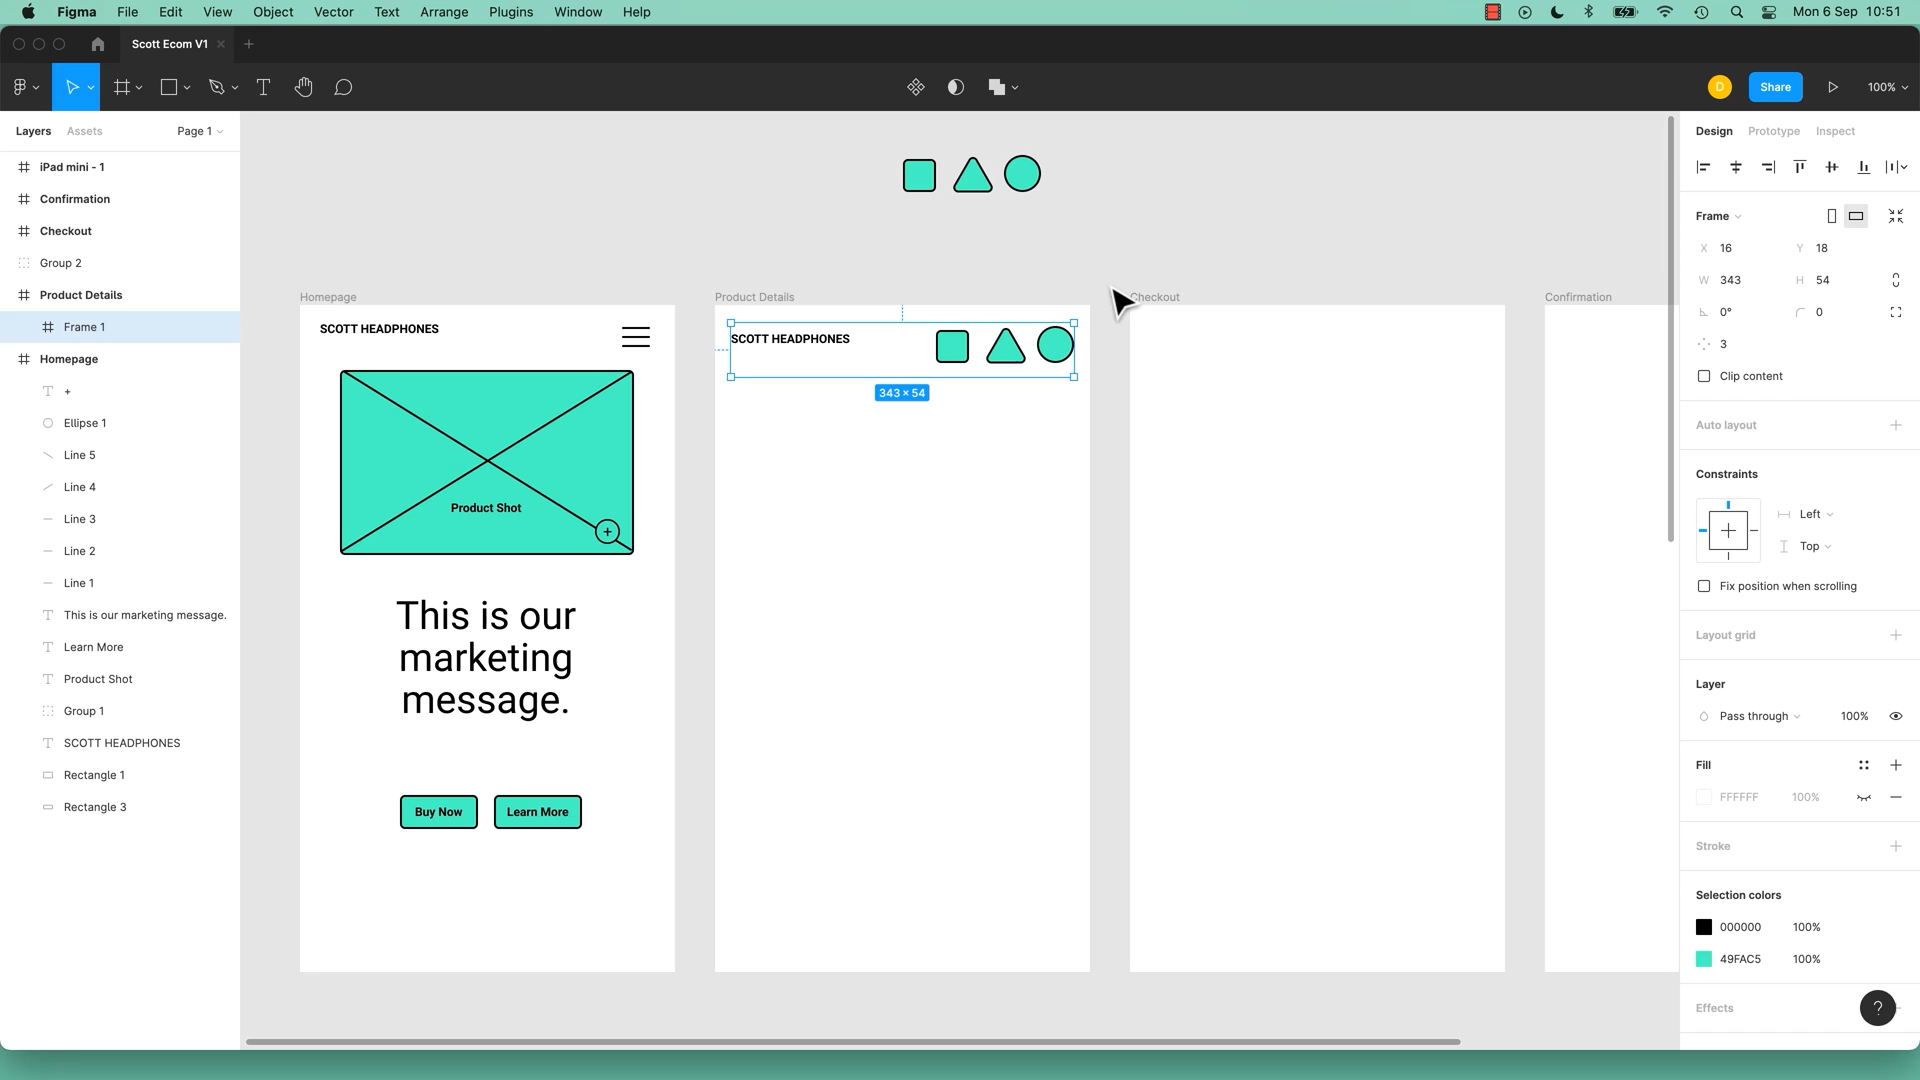 Figma File Edit View Object Vector Text Arrange Plugins Window Help Mon 6 Sep 10:51
Scott Ecom V1
D Share 100%
Layers Assets Page 1
iPad mini - 1
Confirmation
Checkout
Group 2
Product Details
Frame 1
Homepage
+
Ellipse 1
Line 5
Line 4
Line 3
Line 2
Line 1
This is our marketing message.
Learn More
Product Shot
Group 1
SCOTT HEADPHONES
Rectangle 1
Rectangle 3
Homepage
SCOTT HEADPHONES
Product Shot
+
This is our
marketing
message.
Buy Now
Learn More
Product Details
SCOTT HEADPHONES
343 × 54
Checkout
Confirmation
Design Prototype Inspect
Frame
X 16 Y 18
W 343 H 54
0° 0
3
Clip content
Auto layout
Constraints
Left
Top
Fix position when scrolling
Layout grid
Layer
Pass through 100%
Fill
FFFFFF 100%
Stroke
Selection colors
000000 100%
49FAC5 100%
Effects
?